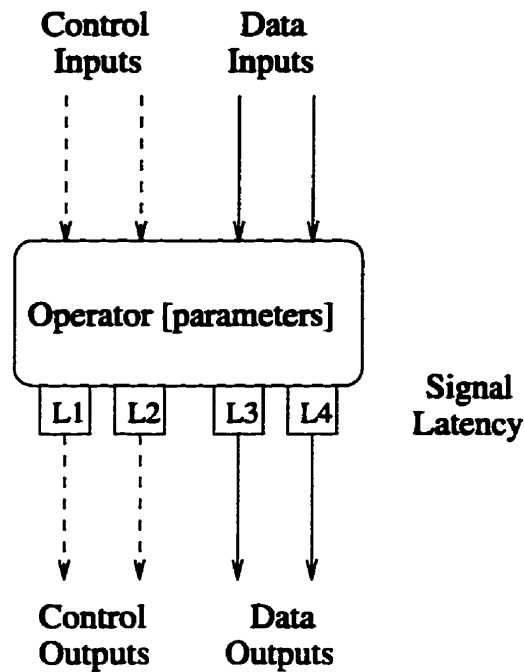 Control Inputs
Data Inputs
Operator [parameters]
L1 L2 L3 L4
Signal Latency
Control Outputs
Data Outputs